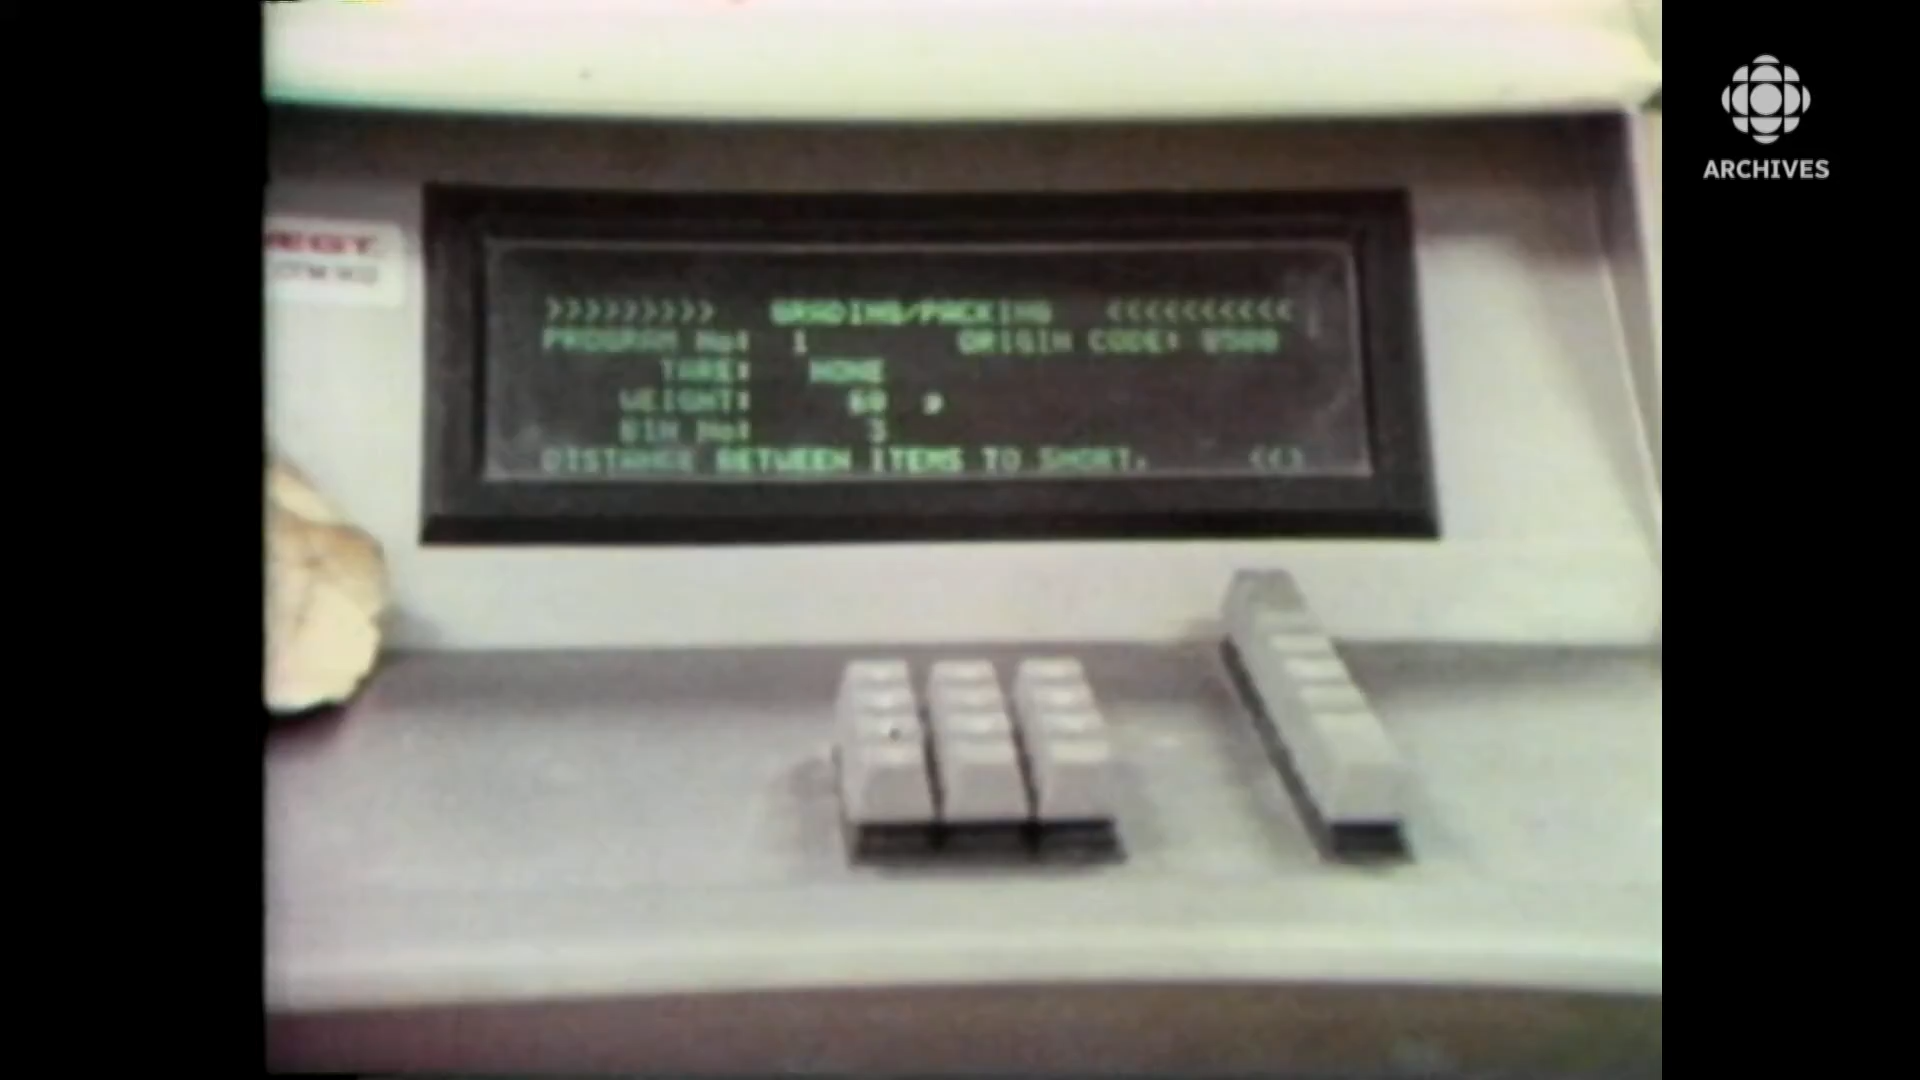 ARCHIVES
>>>>>>>>> GRADING/PACKING <<<<<<<<<<
PROGRAM No: 1 ORIGIN CODE: 0500
TARE: NONE
WEIGHT: 60
BIN No: 3
DISTANCE BETWEEN ITEMS TO SHORT. <<>